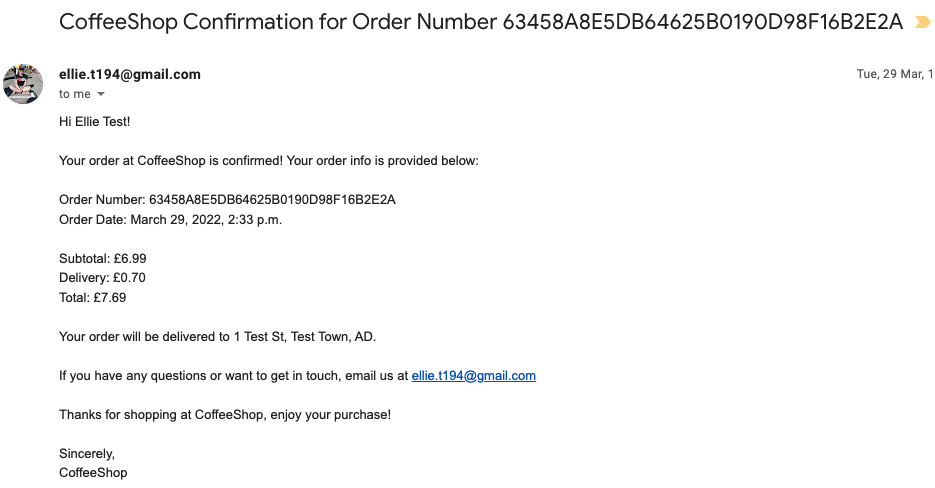 CoffeeShop Confirmation for Order Number 63458A8E5DB64625B0190D98F16B2E2A
ellie.t194@gmail.com
Tue, 29 Mar, 1
to me
Hi Ellie Test!
Your order at CoffeeShop is confirmed! Your order info is provided below:
Order Number: 63458A8E5DB64625B0190D98F16B2E2A
Order Date: March 29, 2022, 2:33 p.m.
Subtotal: £6.99
Delivery: £0.70
Total: £7.69
Your order will be delivered to 1 Test St, Test Town, AD.
If you have any questions or want to get in touch, email us at ellie.t194@gmail.com
Thanks for shopping at CoffeeShop, enjoy your purchase!
Sincerely,
CoffeeShop